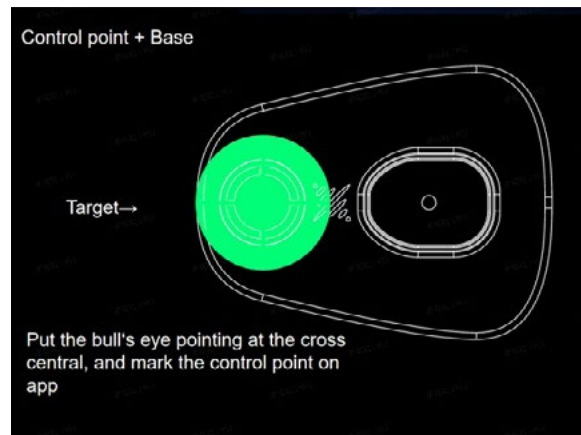 Control point + Base
Target→
Put the bull's eye pointing at the cross
central, and mark the control point on
app